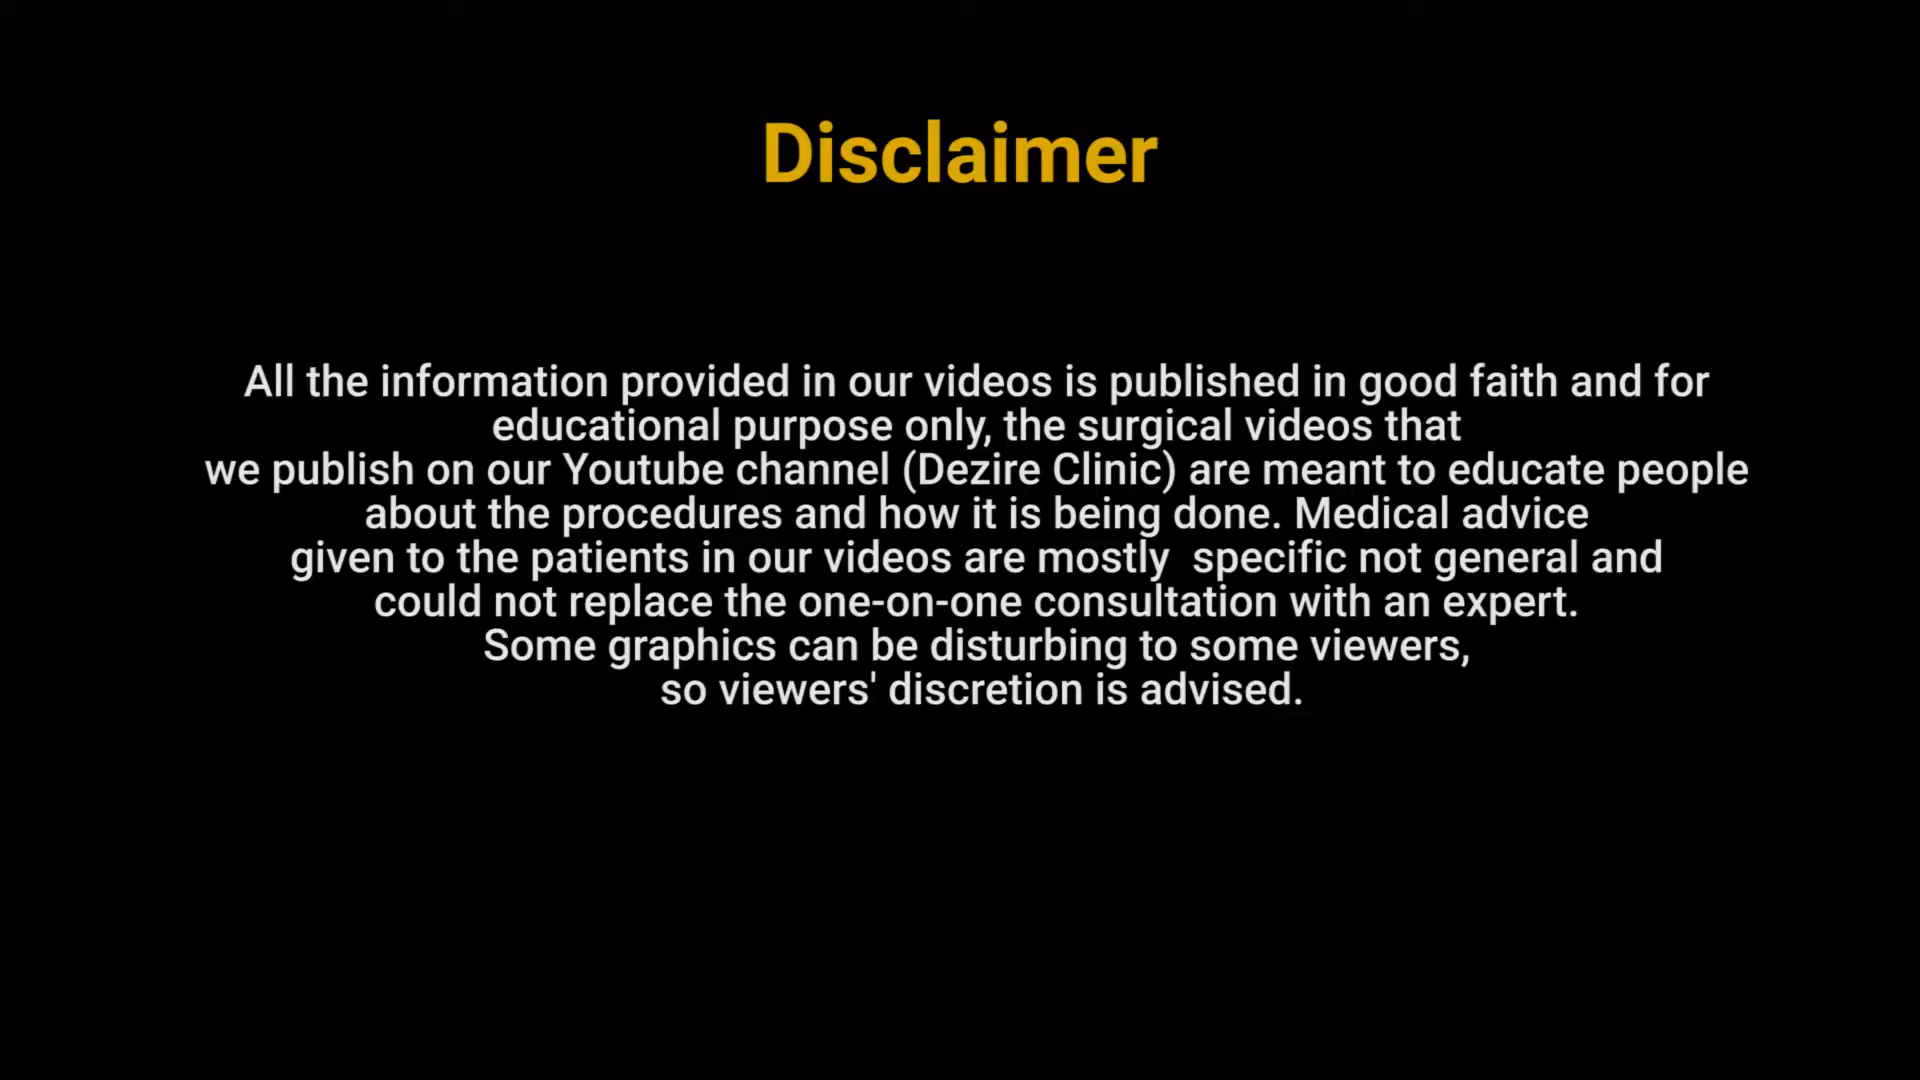 Disclaimer
All the information provided in our videos is published in good faith and for
educational purpose only, the surgical videos that
we publish on our Youtube channel (Dezire Clinic) are meant to educate people
about the procedures and how it is being done. Medical advice
given to the patients in our videos are mostly  specific not general and
could not replace the one-on-one consultation with an expert.
Some graphics can be disturbing to some viewers,
so viewers' discretion is advised.